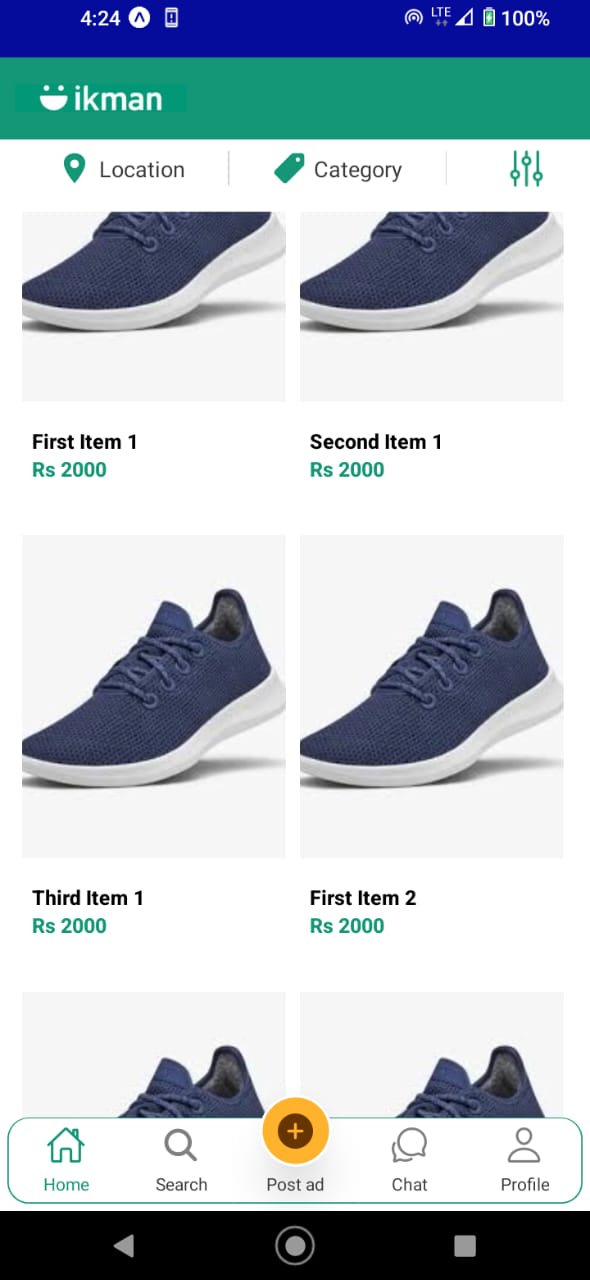 4:24 LTE 100%
ikman
Location Category
First Item 1 Second Item 1
Rs 2000 Rs 2000
Third Item 1 First Item 2
Rs 2000 Rs 2000
Home Search Post ad Chat Profile